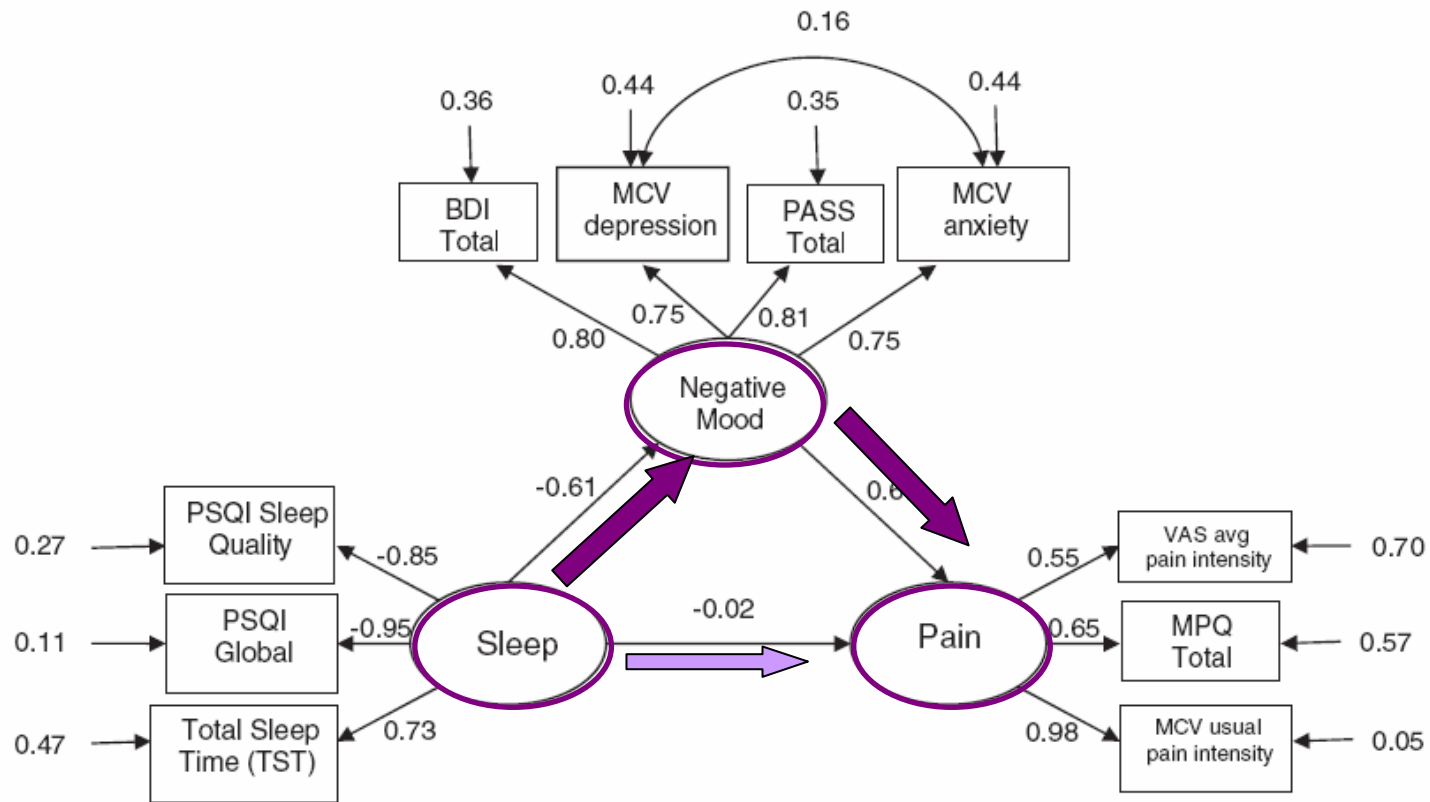 0.16
0.36
0.44
0.35
0.44
BDI
Total
MCV
depression
PASS
Total
MCV
anxiety
0.80
0.75
0.81
0.75
Negative
Mood
-0.61
0.27
PSQI Sleep
Quality
-0.85
0.11
PSQI
Global
-0.95
0.47
Total Sleep
Time (TST)
0.73
Sleep
-0.02
Pain
0.55
VAS avg
pain intensity
0.70
0.65
MPQ
Total
0.57
0.98
MCV usual
pain intensity
0.05